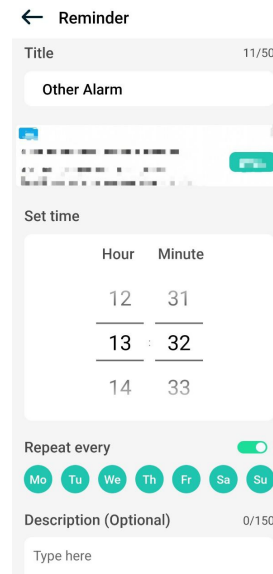 Reminder
Title 11/50
Other Alarm
Set time
Hour Minute
12 31
13 : 32
14 33
Repeat every
Mo Tu We Th Fr Sa Su
Description (Optional) 0/150
Type here